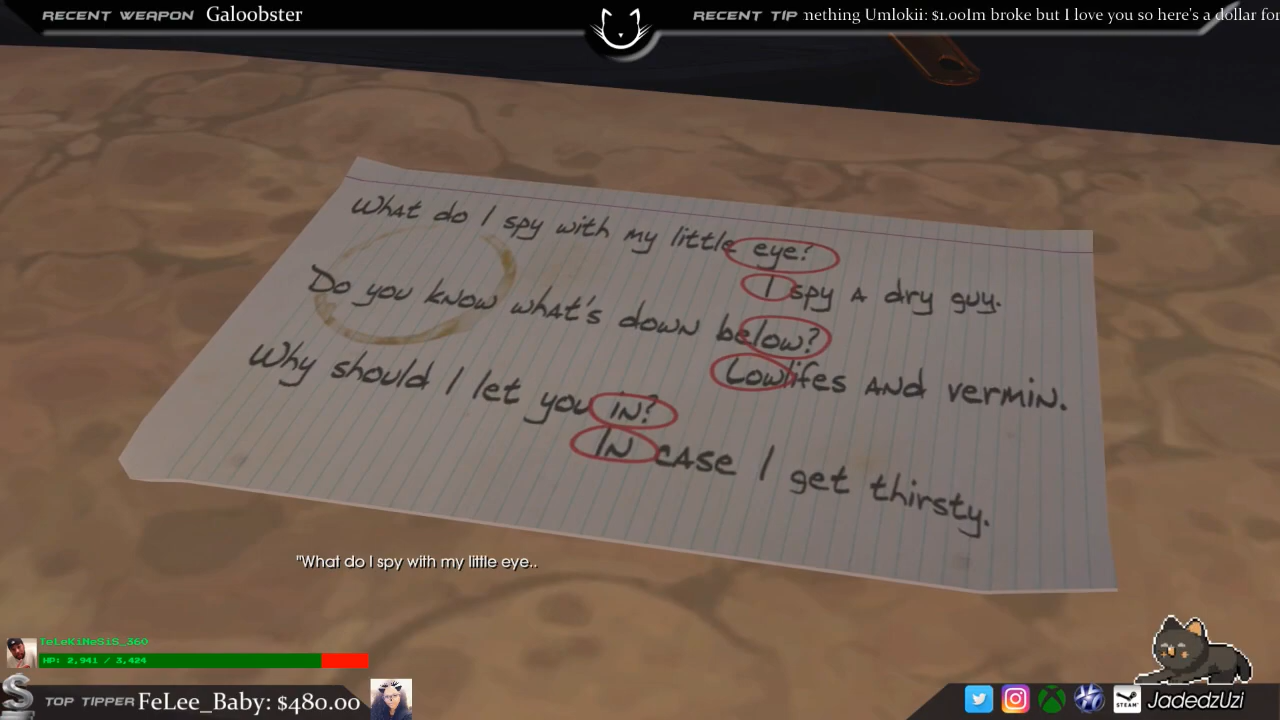 RECENT WEAPON Galoobster
RECENT TIP mething Umlokii: $1.00Im broke but I love you so here's a dollar for
What do I spy with my little eye?
I spy a dry guy.
Do you know what's down below?
Lowlifes and vermin.
Why should I let you in?
In case I get thirsty.
"What do I spy with my little eye..
TeLeKiNeSiS_360
HP: 2,941 / 3,424
TOP TIPPER FeLee_Baby: $480.00
STEAM JadedzUzi